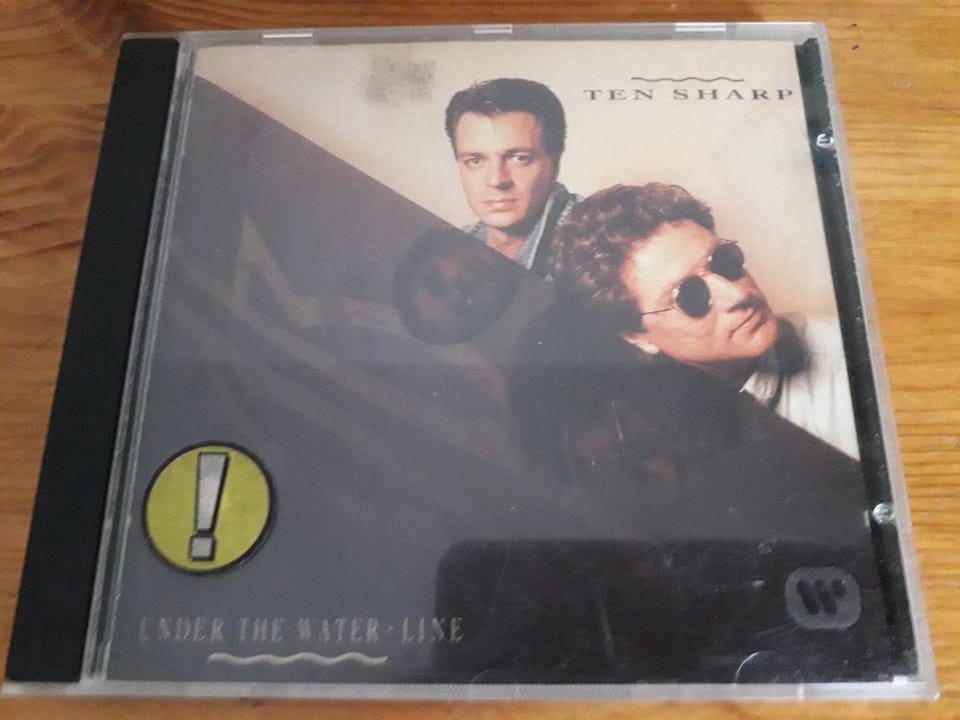 TEN SHARP
!
UNDER THE WATER-LINE